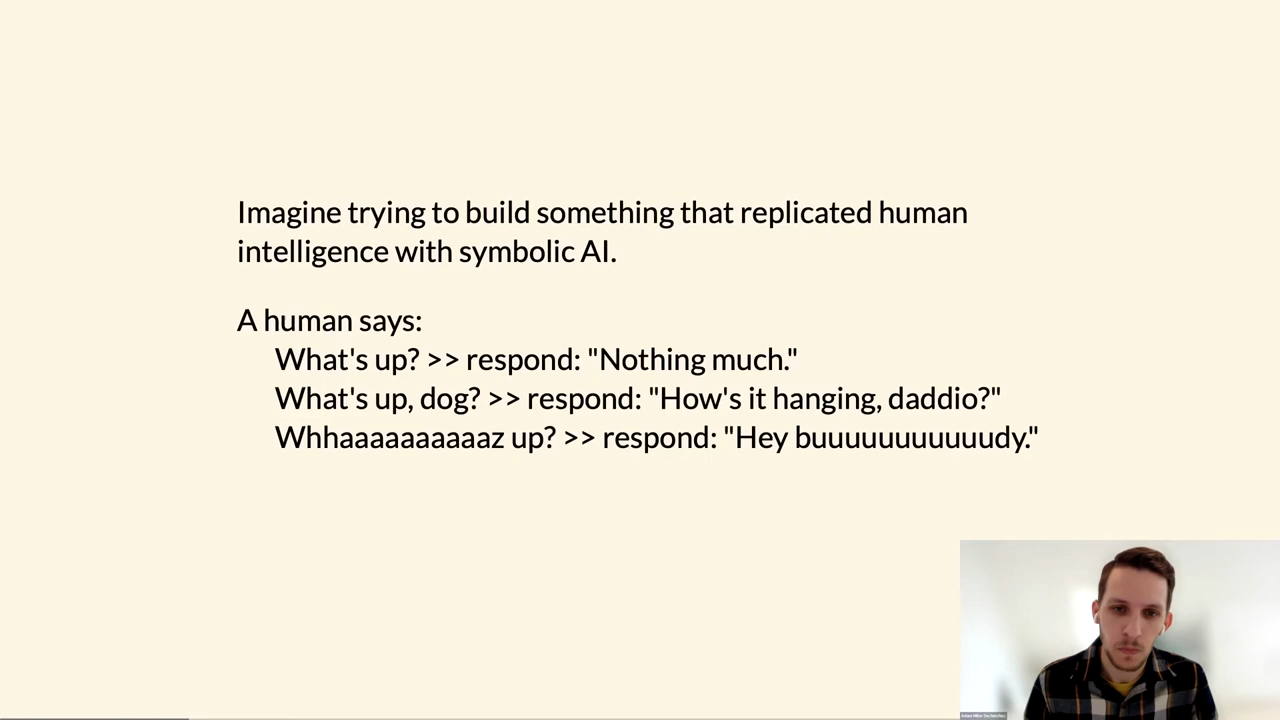 Imagine trying to build something that replicated human
intelligence with symbolic AI.
A human says:
What's up? >> respond: "Nothing much."
What's up, dog? >> respond: "How's it hanging, daddio?"
Whhaaaaaaaaaaz up? >> respond: "Hey buuuuuuuuuuudy."